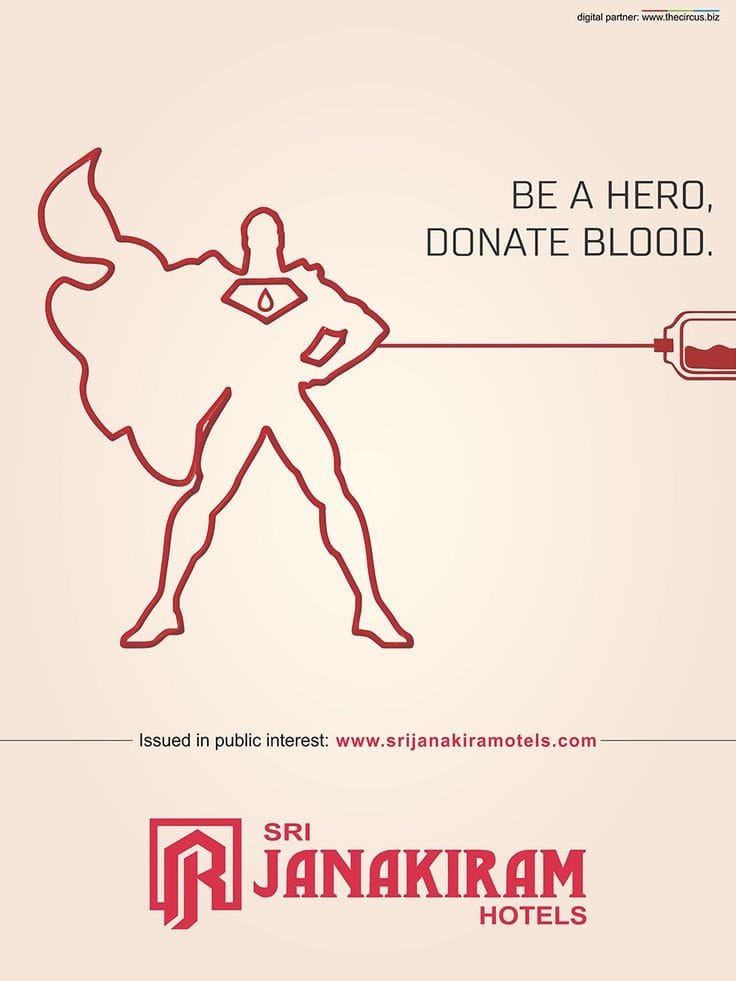 digital partner: www.thecircus.biz
BE A HERO,
DONATE BLOOD.
Issued in public interest: www.srijanakiramotels.com
SRI
JANAKIRAM
HOTELS